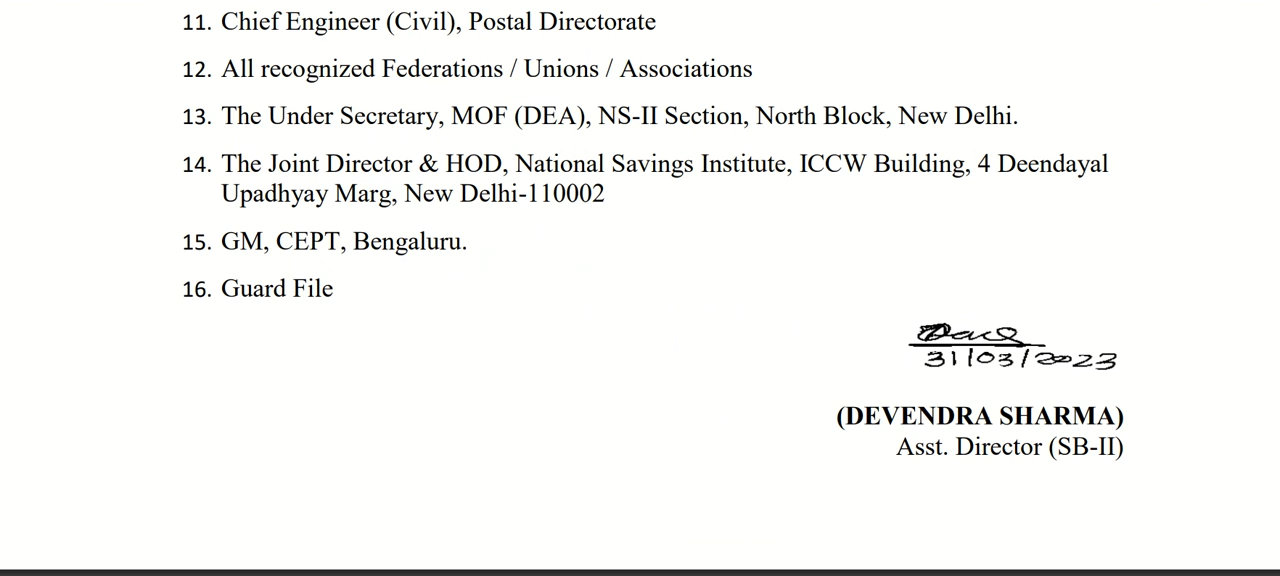 11. Chief Engineer (Civil), Postal Directorate
12. All recognized Federations / Unions / Associations
13. The Under Secretary, MOF (DEA), NS-II Section, North Block, New Delhi.
14. The Joint Director & HOD, National Savings Institute, ICCW Building, 4 Deendayal
Upadhyay Marg, New Delhi-110002
15. GM, CEPT, Bengaluru.
16. Guard File
31/03/2023
(DEVENDRA SHARMA)
Asst. Director (SB-II)